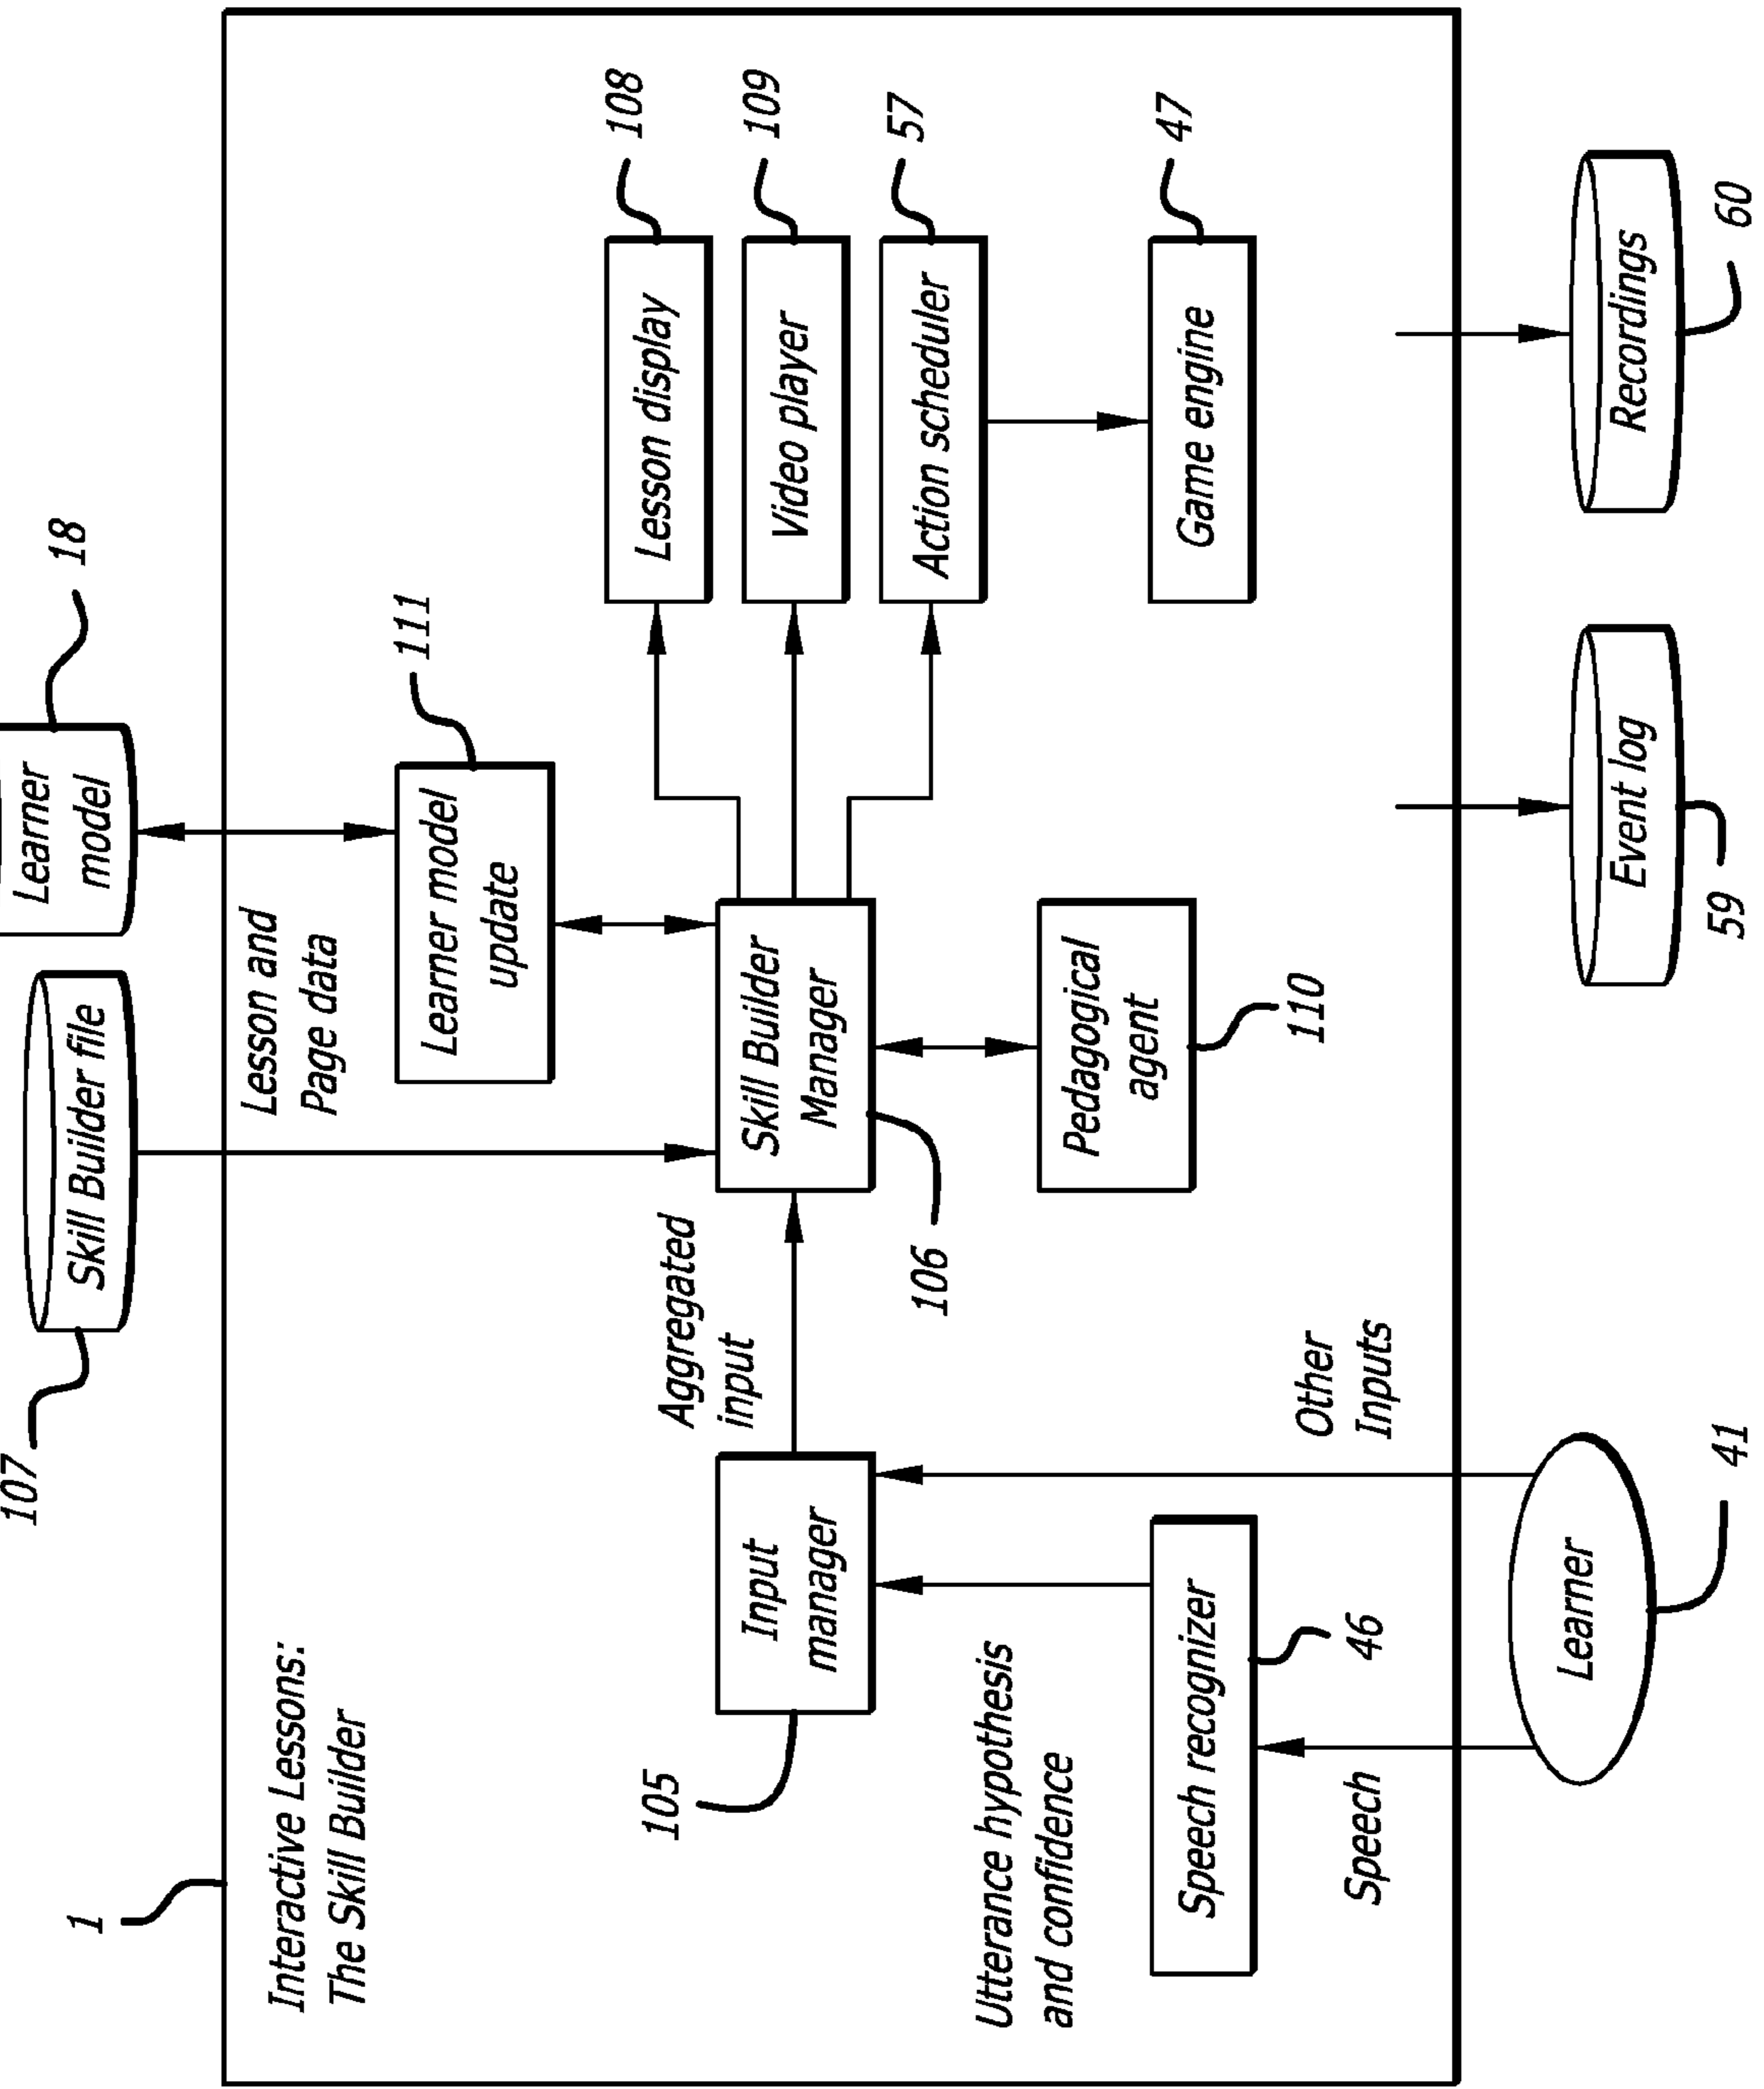 107
Skill Builder file
Learner
model
18
1
Interactive Lessons:
The Skill Builder
Lesson and
Page data
Learner model
update
111
105
Input
manager
Aggregated
input
Skill Builder
Manager
106
Lesson display
108
Video player
109
Action scheduler
57
Utterance hypothesis
and confidence
Pedagogical
agent
110
Speech recognizer
46
Game engine
47
Speech
Other
Inputs
Learner
41
Event log
59
Recordings
60